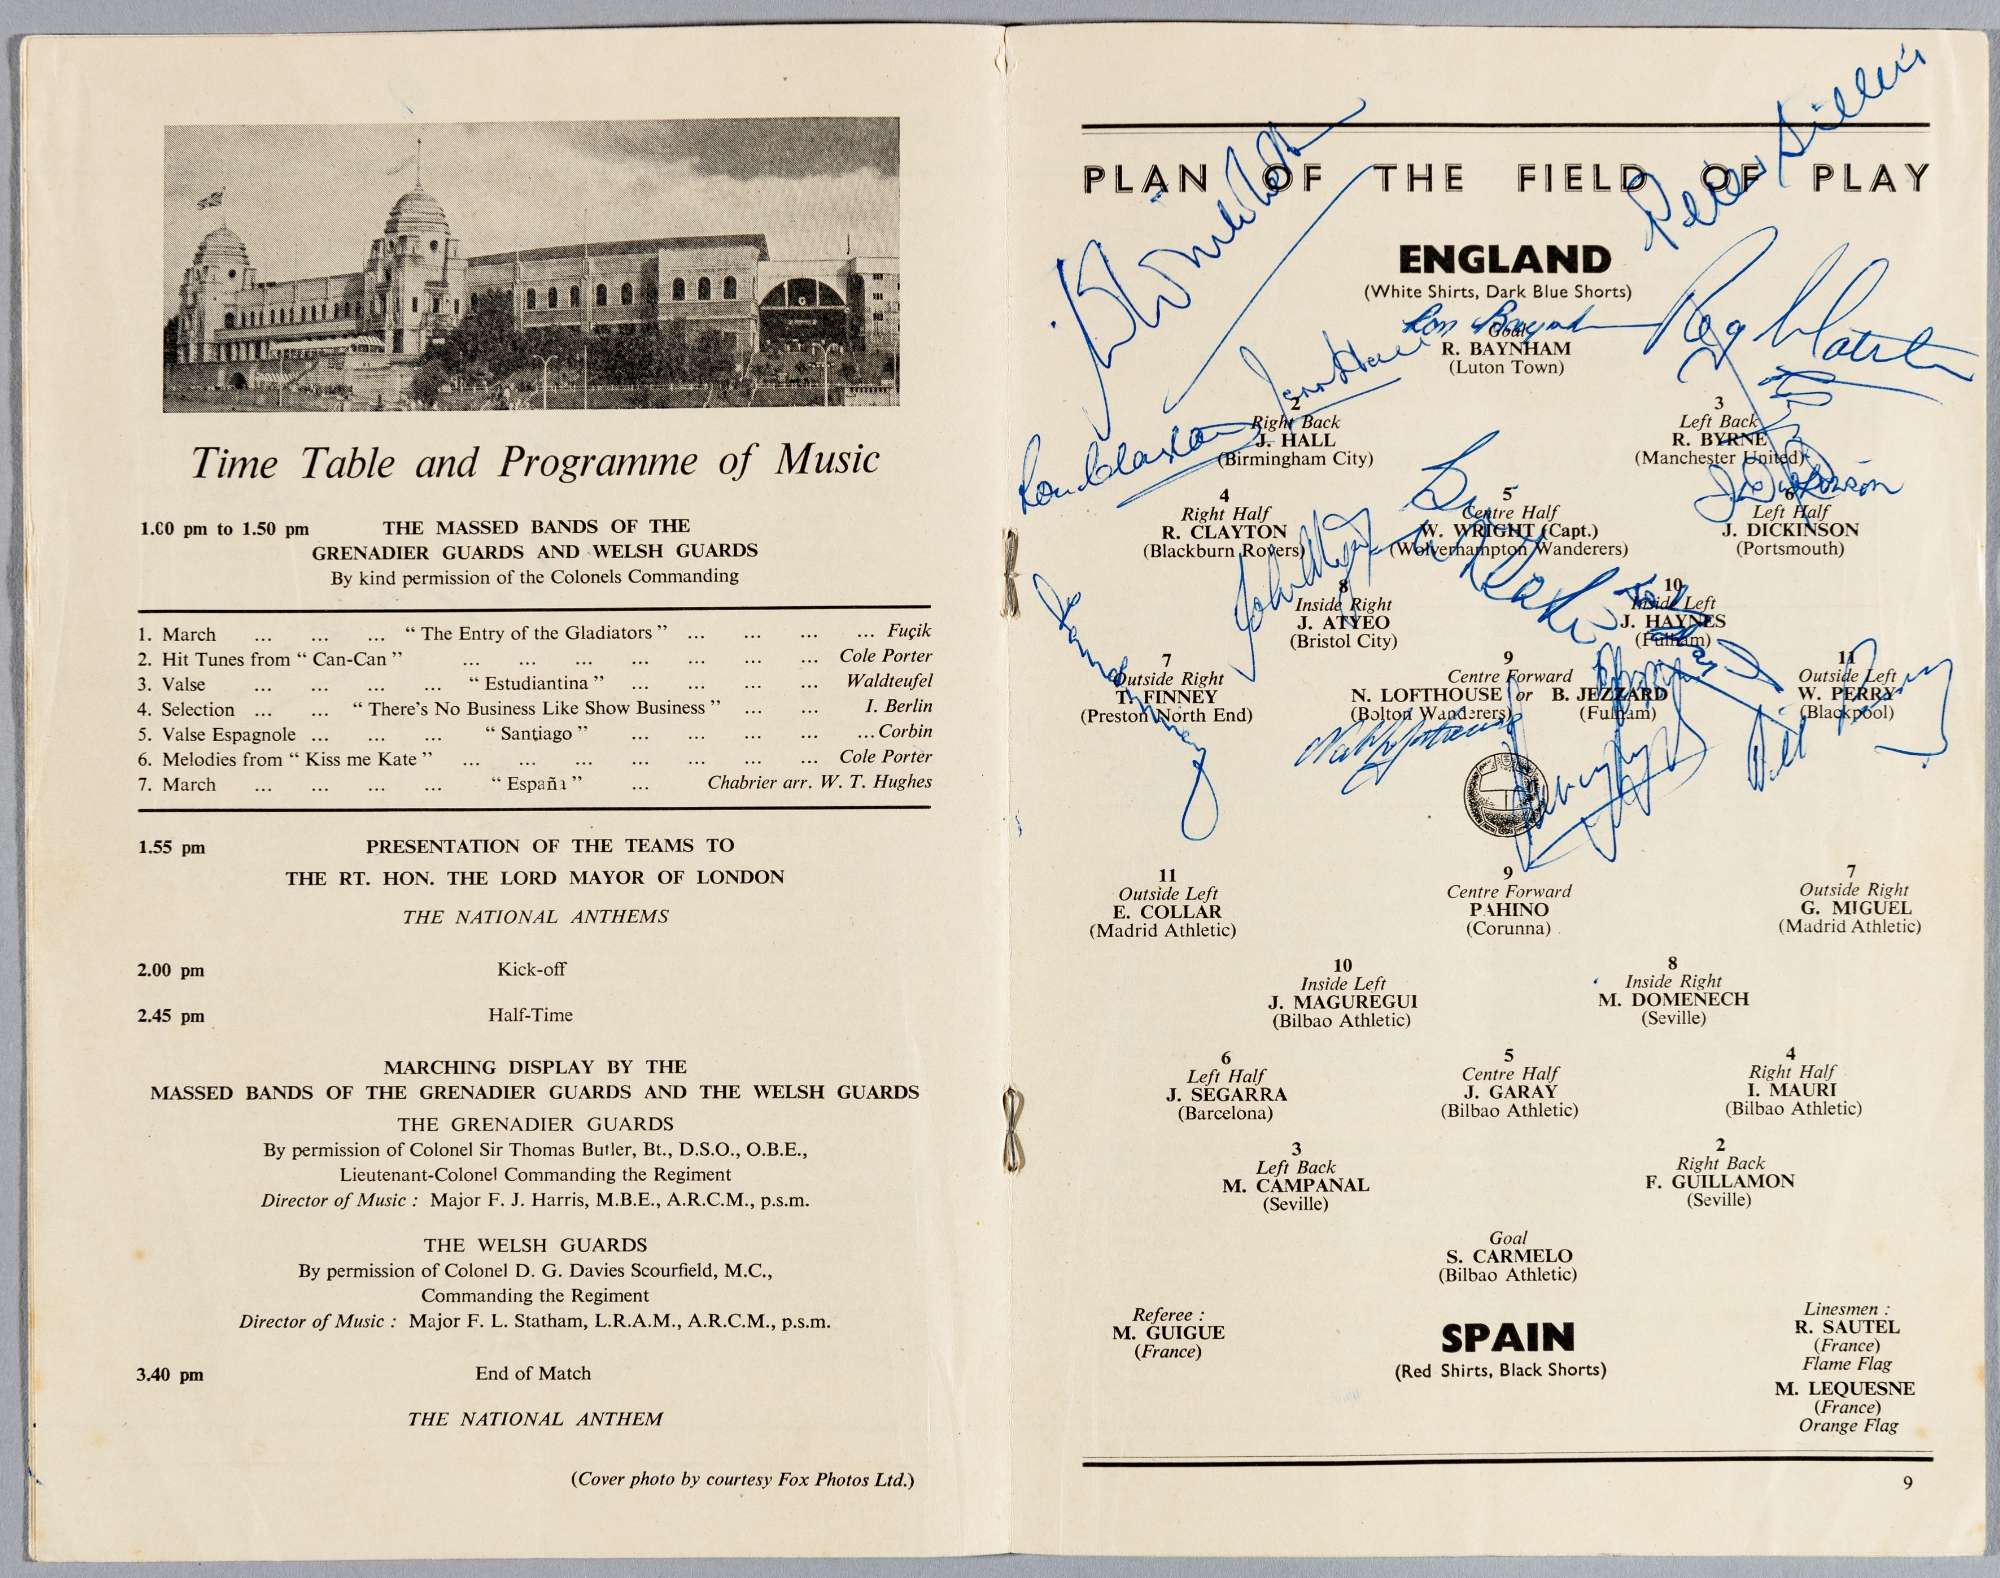 Time Table and Programme of Music
1.00 pm to 1.50 pm THE MASSED BANDS OF THE
GRENADIER GUARDS AND WELSH GUARDS
By kind permission of the Colonels Commanding
1. March ... ... ... “ The Entry of the Gladiators ” ... ... ... ... Fuçik
2. Hit Tunes from “ Can-Can ” ... ... ... ... ... ... Cole Porter
3. Valse ... ... ... ... “ Estudiantina ” ... ... ... ... Waldteufel
4. Selection ... ... “ There's No Business Like Show Business ” ... ... I. Berlin
5. Valse Espagnole ... ... ... “ Santiago ” ... ... ... ... ... Corbin
6. Melodies from “ Kiss me Kate ” ... ... ... ... ... ... Cole Porter
7. March ... ... ... ... “ España ” ... Chabrier arr. W. T. Hughes
1.55 pm PRESENTATION OF THE TEAMS TO
THE RT. HON. THE LORD MAYOR OF LONDON
THE NATIONAL ANTHEMS
2.00 pm Kick-off
2.45 pm Half-Time
MARCHING DISPLAY BY THE
MASSED BANDS OF THE GRENADIER GUARDS AND THE WELSH GUARDS
THE GRENADIER GUARDS
By permission of Colonel Sir Thomas Butler, Bt., D.S.O., O.B.E.,
Lieutenant-Colonel Commanding the Regiment
Director of Music : Major F. J. Harris, M.B.E., A.R.C.M., p.s.m.
THE WELSH GUARDS
By permission of Colonel D. G. Davies Scourfield, M.C.,
Commanding the Regiment
Director of Music : Major F. L. Statham, L.R.A.M., A.R.C.M., p.s.m.
3.40 pm End of Match
THE NATIONAL ANTHEM
(Cover photo by courtesy Fox Photos Ltd.)
Peter Sillett
PLAN OF THE FIELD OF PLAY
ENGLAND
(White Shirts, Dark Blue Shorts)
Ron Baynham
Reg Matthews
Goal
R. BAYNHAM
(Luton Town)
Ron Clayton
2 3
Right Back Left Back
J. HALL R. BYRNE
(Birmingham City) (Manchester United)
J W Dickinson
4 5 6
Right Half Centre Half Left Half
R. CLAYTON W. WRIGHT (Capt.) J. DICKINSON
(Blackburn Rovers) (Wolverhampton Wanderers) (Portsmouth)
8 10
Inside Right Inside Left
J. ATYEO J. HAYNES
(Bristol City) (Fulham)
7 9 11
Outside Right Centre Forward Outside Left
T. FINNEY N. LOFTHOUSE or B. JEZZARD W. PERRY
(Preston North End) (Bolton Wanderers) (Fulham) (Blackpool)
Tom Finney
Bill Perry
11 9 7
Outside Left Centre Forward Outside Right
E. COLLAR PAHINO G. MIGUEL
(Madrid Athletic) (Corunna) (Madrid Athletic)
10 8
Inside Left Inside Right
J. MAGUREGUI M. DOMENECH
(Bilbao Athletic) (Seville)
6 5 4
Left Half Centre Half Right Half
J. SEGARRA J. GARAY I. MAURI
(Barcelona) (Bilbao Athletic) (Bilbao Athletic)
3 2
Left Back Right Back
M. CAMPANAL F. GUILLAMON
(Seville) (Seville)
Goal
S. CARMELO
(Bilbao Athletic)
Referee :
M. GUIGUE
(France)
SPAIN
(Red Shirts, Black Shorts)
Linesmen :
R. SAUTEL
(France)
Flame Flag
M. LEQUESNE
(France)
Orange Flag
9